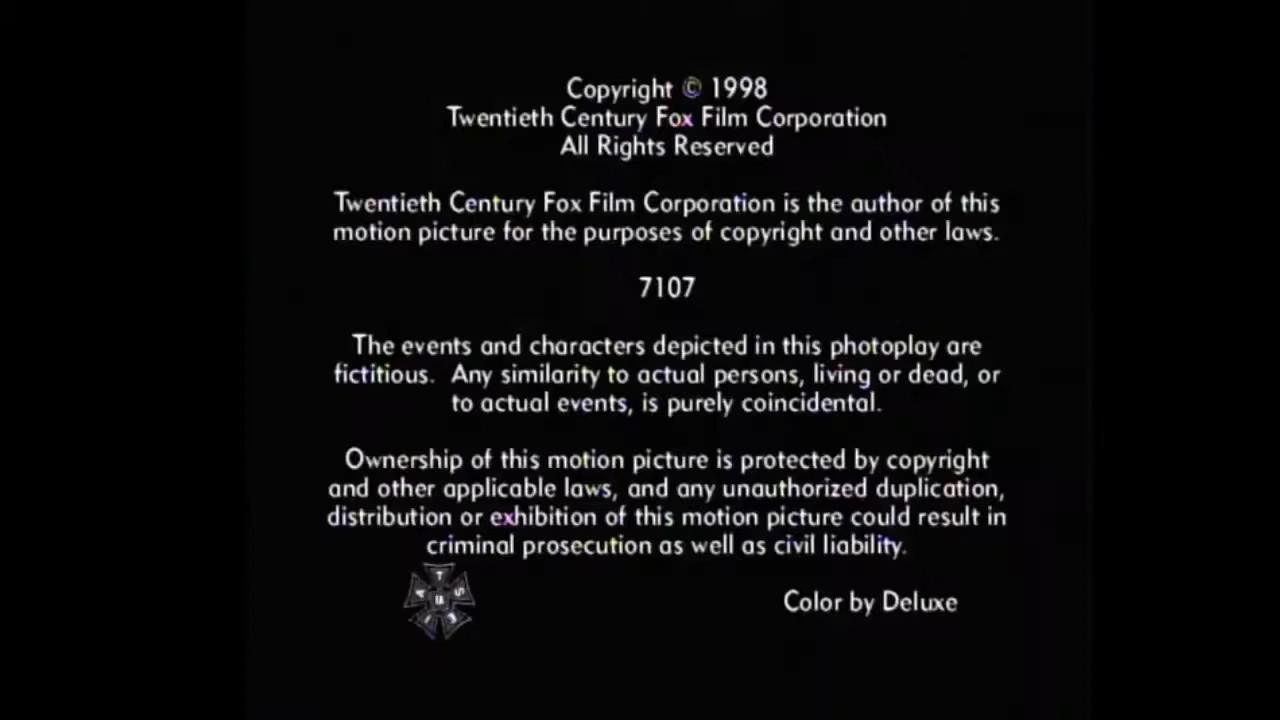 Copyright © 1998
Twentieth Century Fox Film Corporation
All Rights Reserved
Twentieth Century Fox Film Corporation is the author of this
motion picture for the purposes of copyright and other laws.
7107
The events and characters depicted in this photoplay are
fictitious. Any similarity to actual persons, living or dead, or
to actual events, is purely coincidental.
Ownership of this motion picture is protected by copyright
and other applicable laws, and any unauthorized duplication,
distribution or exhibition of this motion picture could result in
criminal prosecution as well as civil liability.
Color by Deluxe